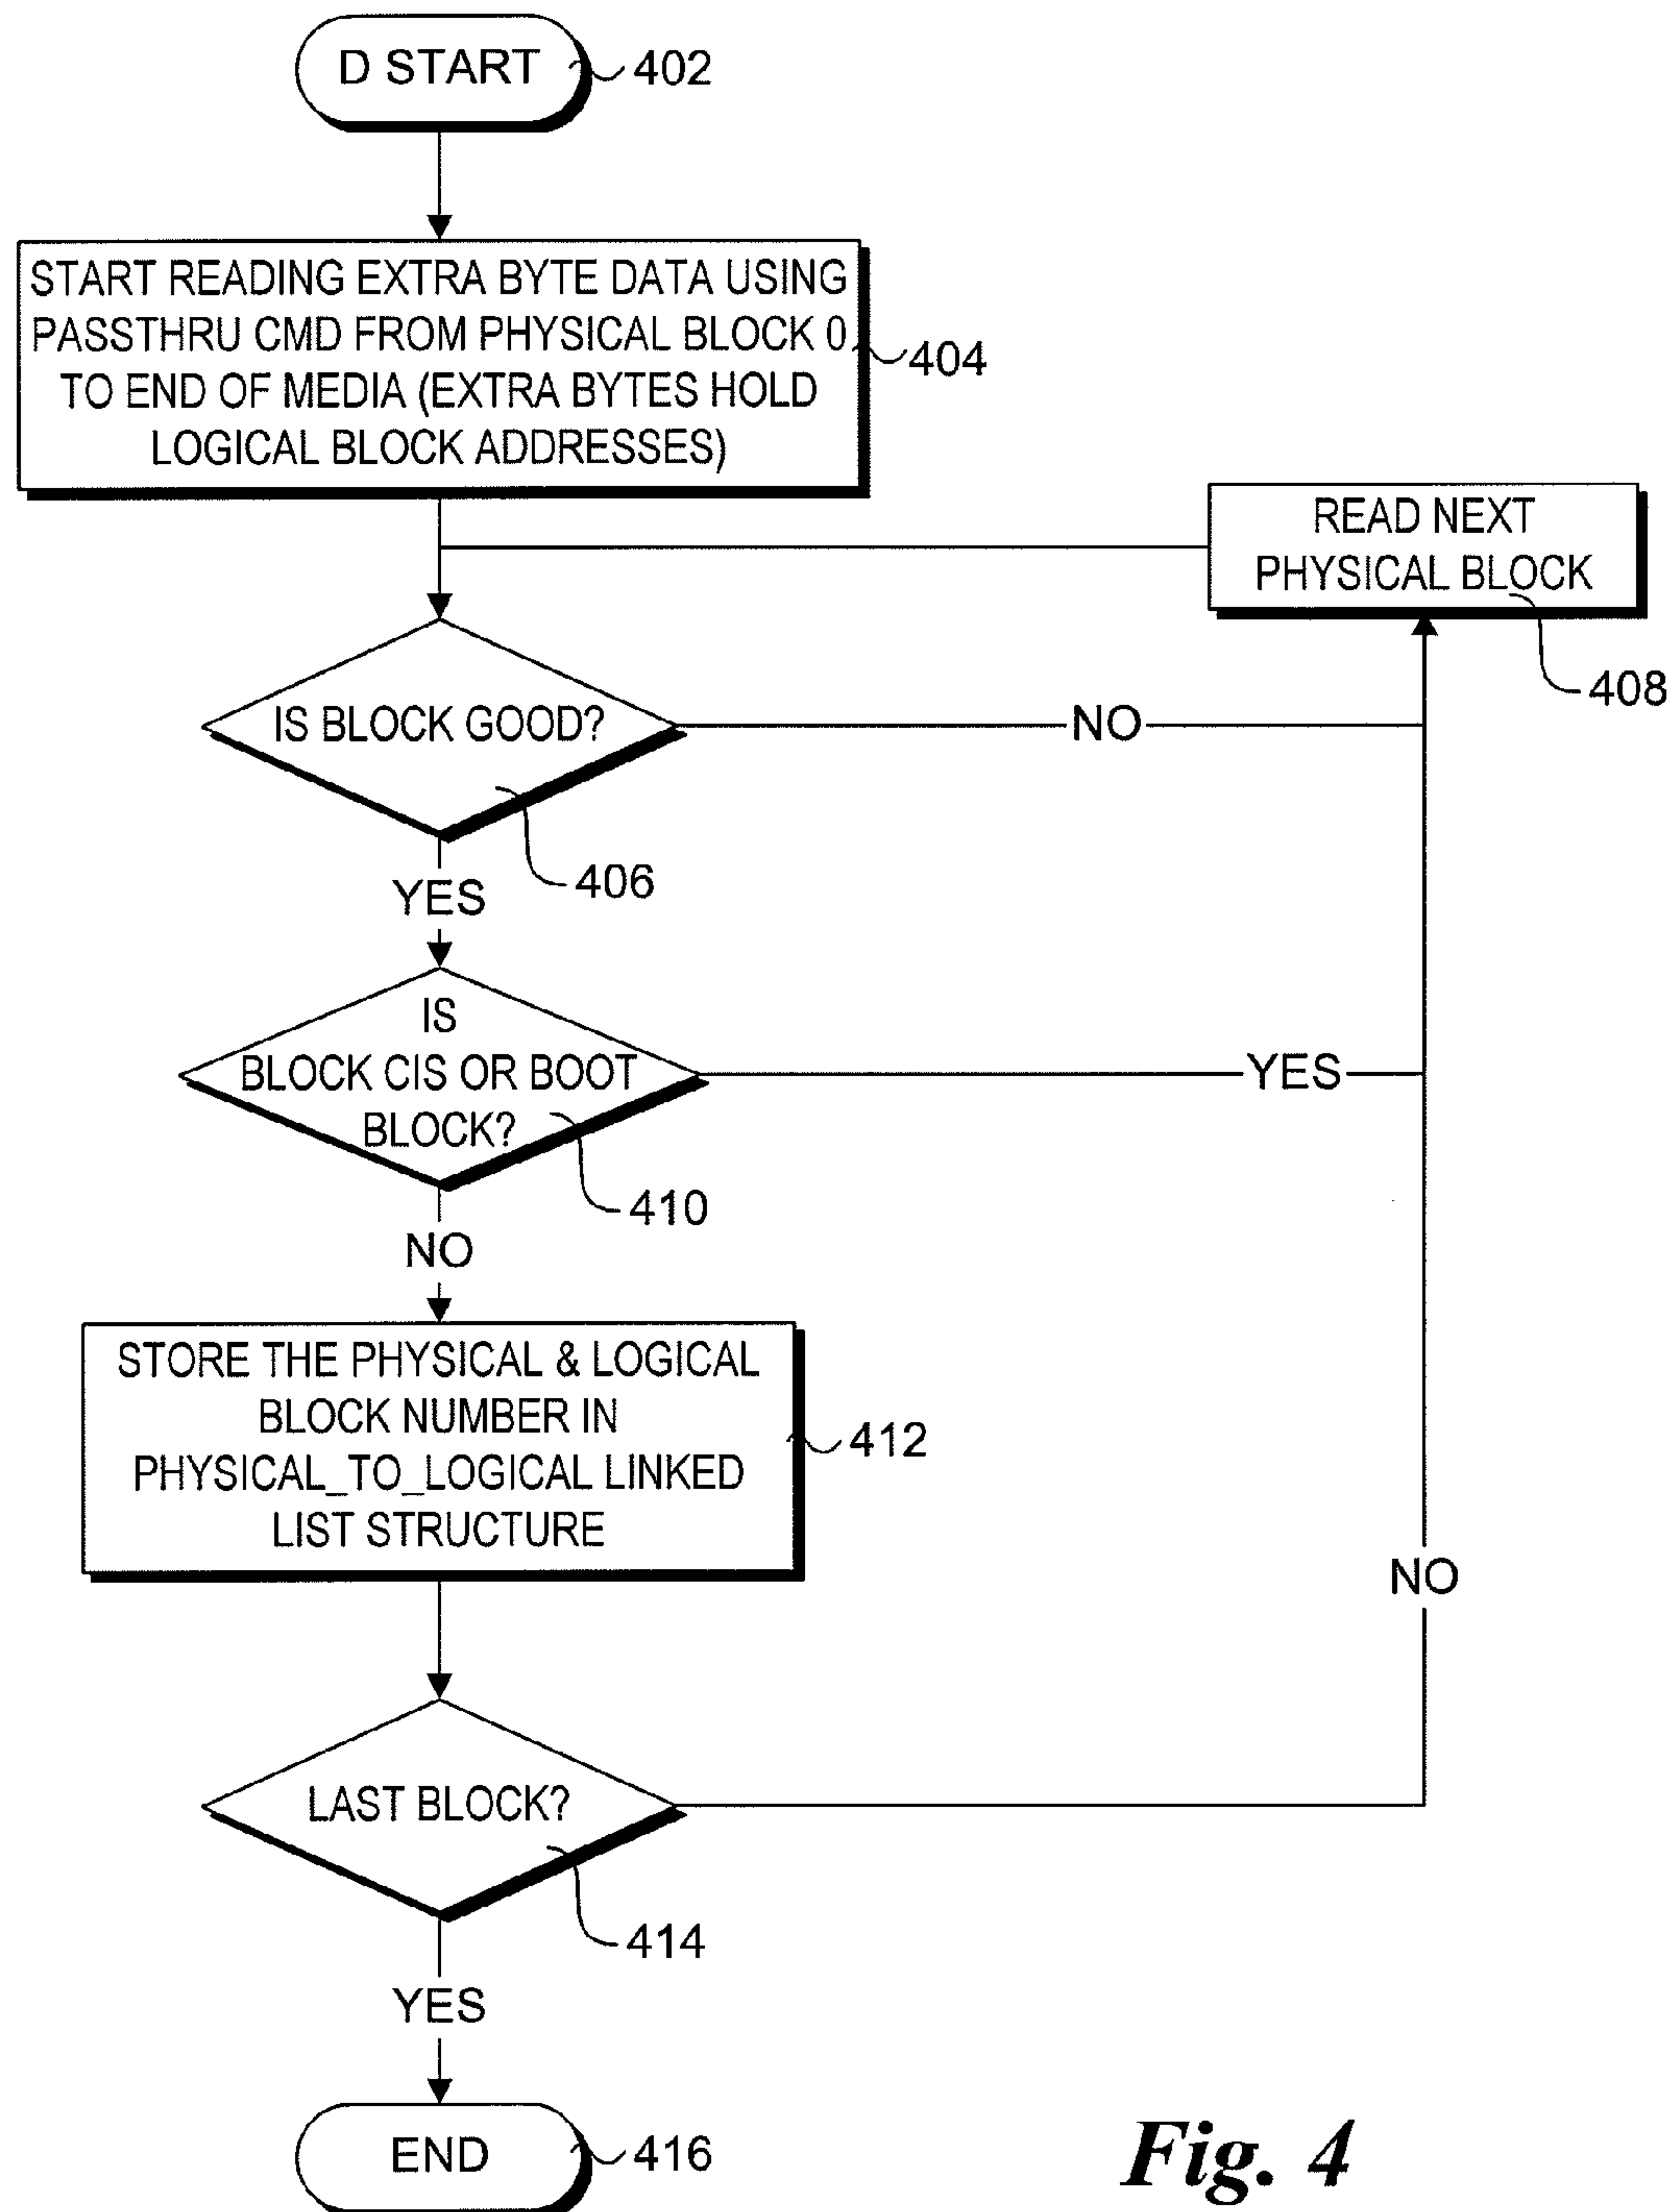 D START
402
START READING EXTRA BYTE DATA USING
PASSTHRU CMD FROM PHYSICAL BLOCK 0
TO END OF MEDIA (EXTRA BYTES HOLD
LOGICAL BLOCK ADDRESSES)
404
READ NEXT
PHYSICAL BLOCK
408
IS BLOCK GOOD?
NO
406
YES
IS
BLOCK CIS OR BOOT
BLOCK?
YES
410
NO
STORE THE PHYSICAL & LOGICAL
BLOCK NUMBER IN
PHYSICAL_TO_LOGICAL LINKED
LIST STRUCTURE
412
NO
LAST BLOCK?
414
YES
END
416
Fig. 4